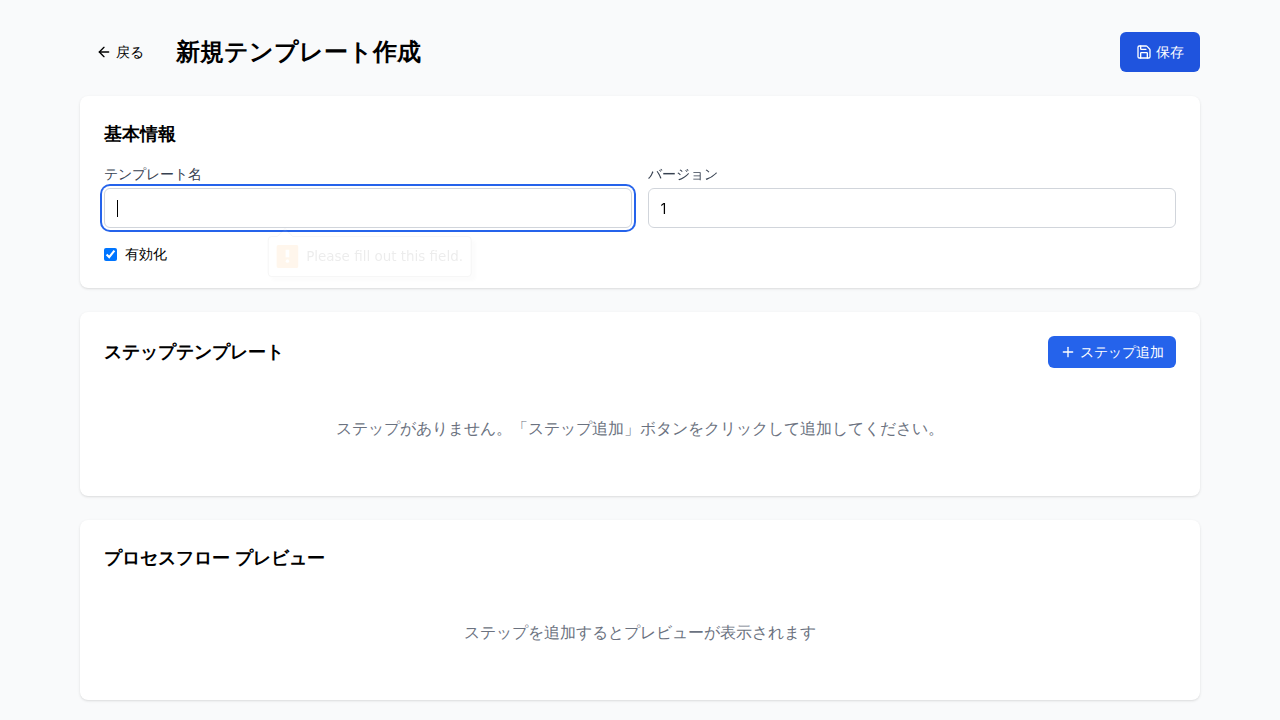 戻る
新規テンプレート作成
保存
基本情報
テンプレート名
バージョン
1
有効化
Please fill out this field.
ステップテンプレート
ステップ追加
ステップがありません。「ステップ追加」ボタンをクリックして追加してください。
プロセスフロー プレビュー
ステップを追加するとプレビューが表示されます